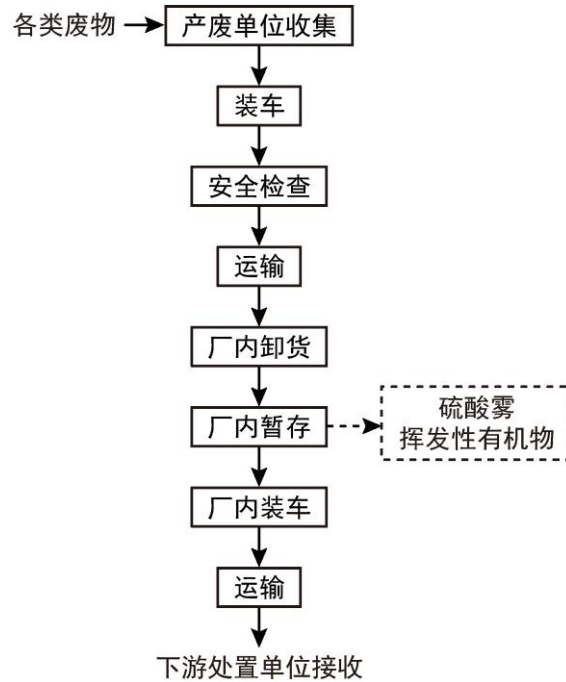 各类废物
产废单位收集
装车
安全检查
运输
厂内卸货
厂内暂存
硫酸雾
挥发性有机物
厂内装车
运输
下游处置单位接收